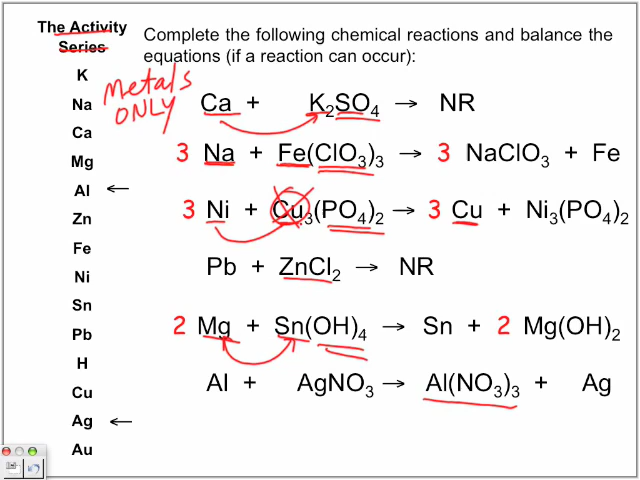 The Activity
Series
Complete the following chemical reactions and balance the
equations (if a reaction can occur):
K
Na
Ca
Mg
Al ←
Zn
Fe
Ni
Sn
Pb
H
Cu
Ag ←
Au
Metals
ONLY
Ca + K₂SO₄ → NR
3 Na + Fe(ClO₃)₃ → 3 NaClO₃ + Fe
3 Ni + Cu₃(PO₄)₂ → 3 Cu + Ni₃(PO₄)₂
Pb + ZnCl₂ → NR
2 Mg + Sn(OH)₄ → Sn + 2 Mg(OH)₂
Al + AgNO₃ → Al(NO₃)₃ + Ag